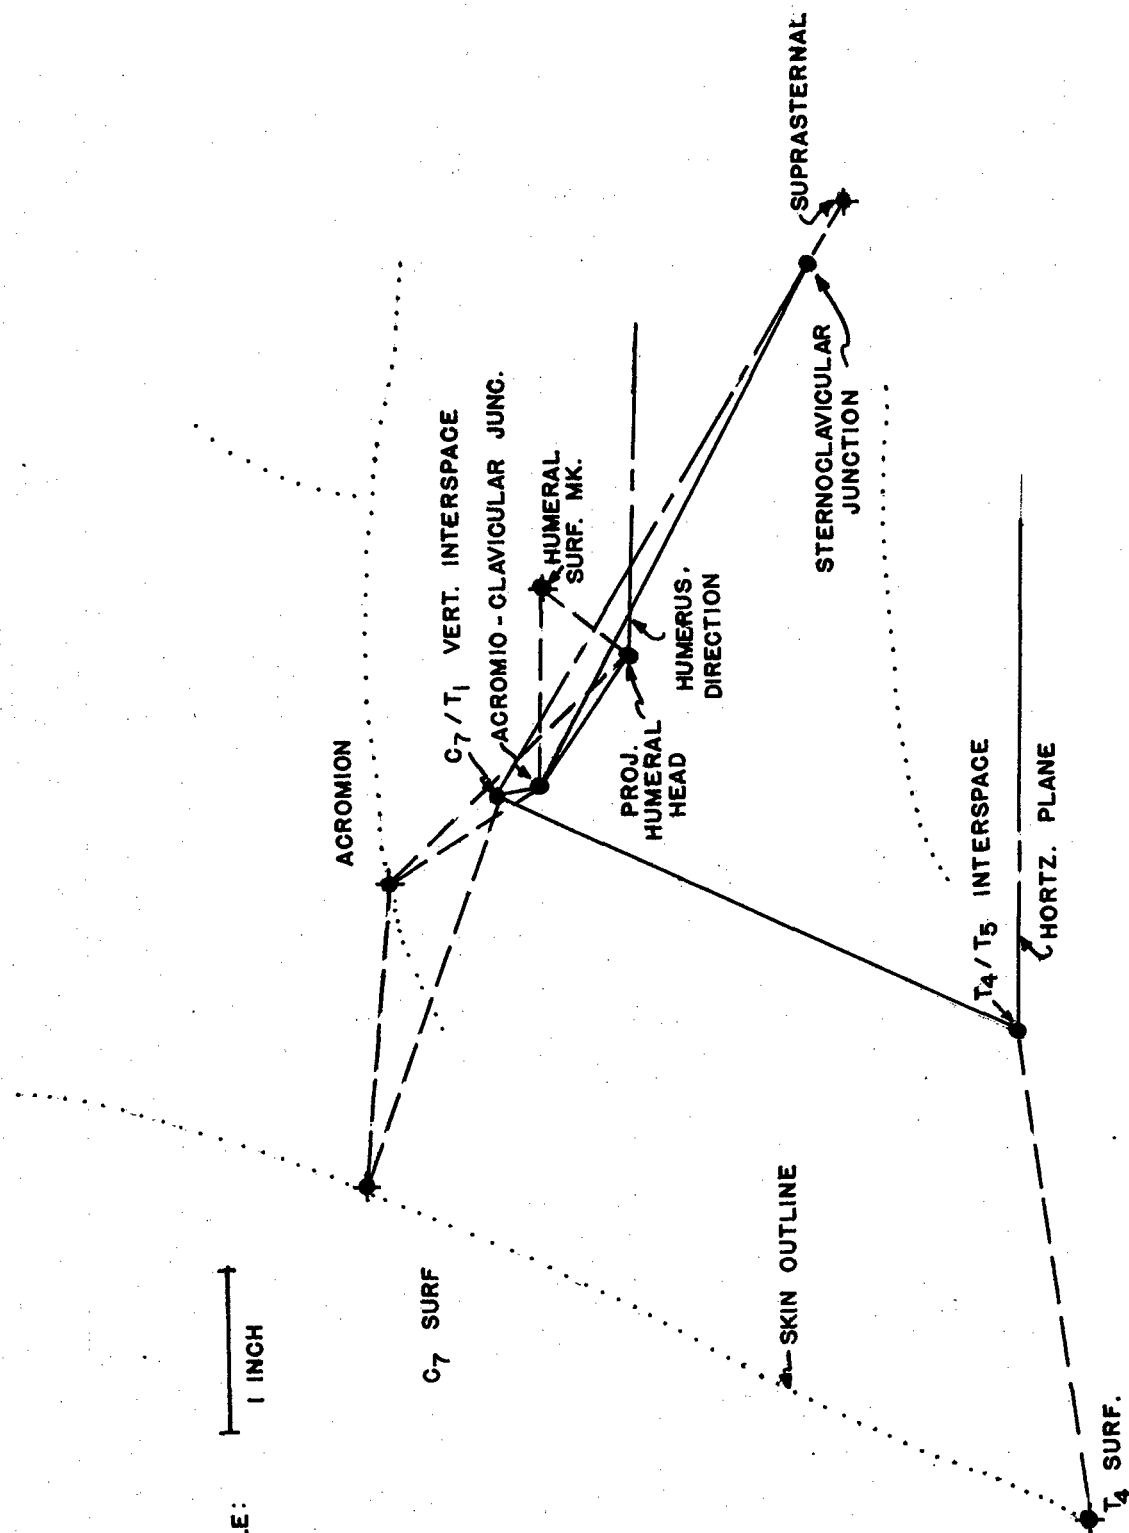 SUPRASTERNAL
ACROMION
C7 / T1 VERT. INTERSPACE
ACROMIO-CLAVICULAR JUNC.
HUMERAL
SURF. MK.
STERNOCLAVICULAR
JUNCTION
HUMERUS.
DIRECTION
PROJ.
HUMERAL
HEAD
T4/T5 INTERSPACE
HORTZ. PLANE
LE:
1 INCH
C7 SURF
SKIN OUTLINE
T4 SURF.